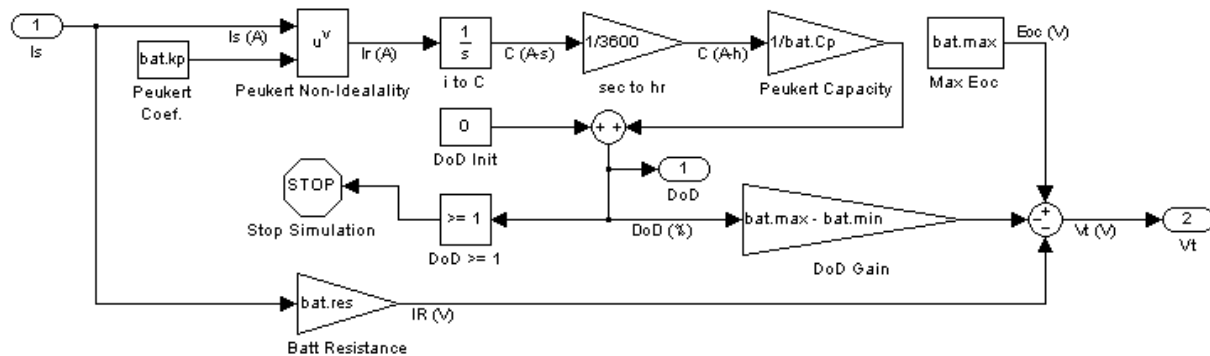 1
Is
Is (A)
bat.kp
Peukert
Coef.
u^v
Peukert Non-Idealality
Ir (A)
1
s
i to C
C (A-s)
1/3600
sec to hr
C (A-h)
1/bat.Cp
Peukert Capacity
bat.max
Max Eoc
Eoc (V)
0
DoD Init
+ +
1
DoD
STOP
Stop Simulation
>= 1
DoD >= 1
DoD (%)
bat.max - bat.min
DoD Gain
+
−
−
Vt (V)
2
Vt
bat.res
Batt Resistance
IR (V)